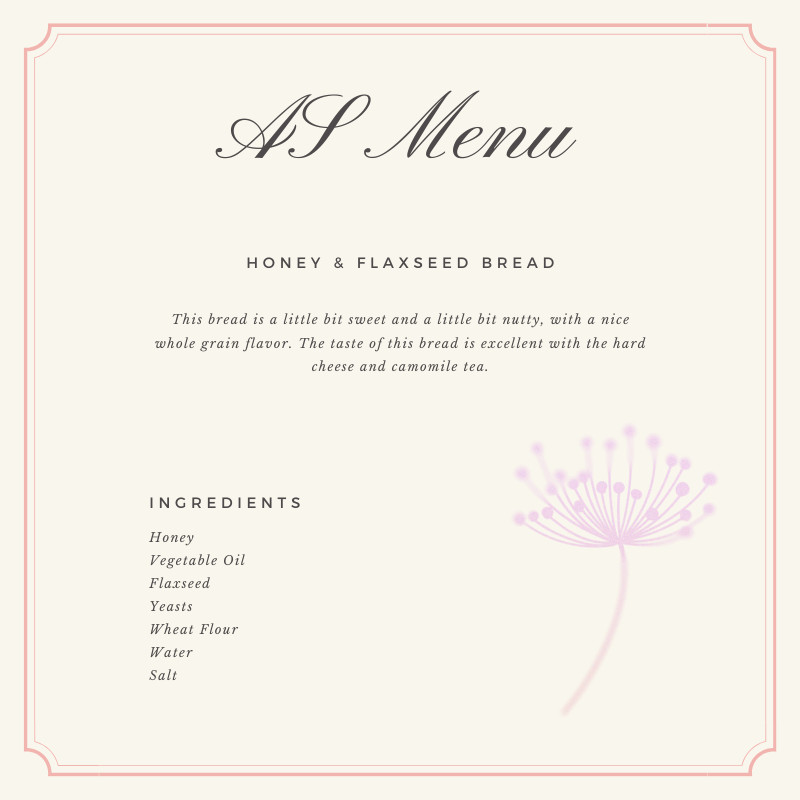 AS Menu
HONEY & FLAXSEED BREAD
This bread is a little bit sweet and a little bit nutty, with a nice
whole grain flavor. The taste of this bread is excellent with the hard
cheese and camomile tea.
INGREDIENTS
Honey
Vegetable Oil
Flaxseed
Yeasts
Wheat Flour
Water
Salt